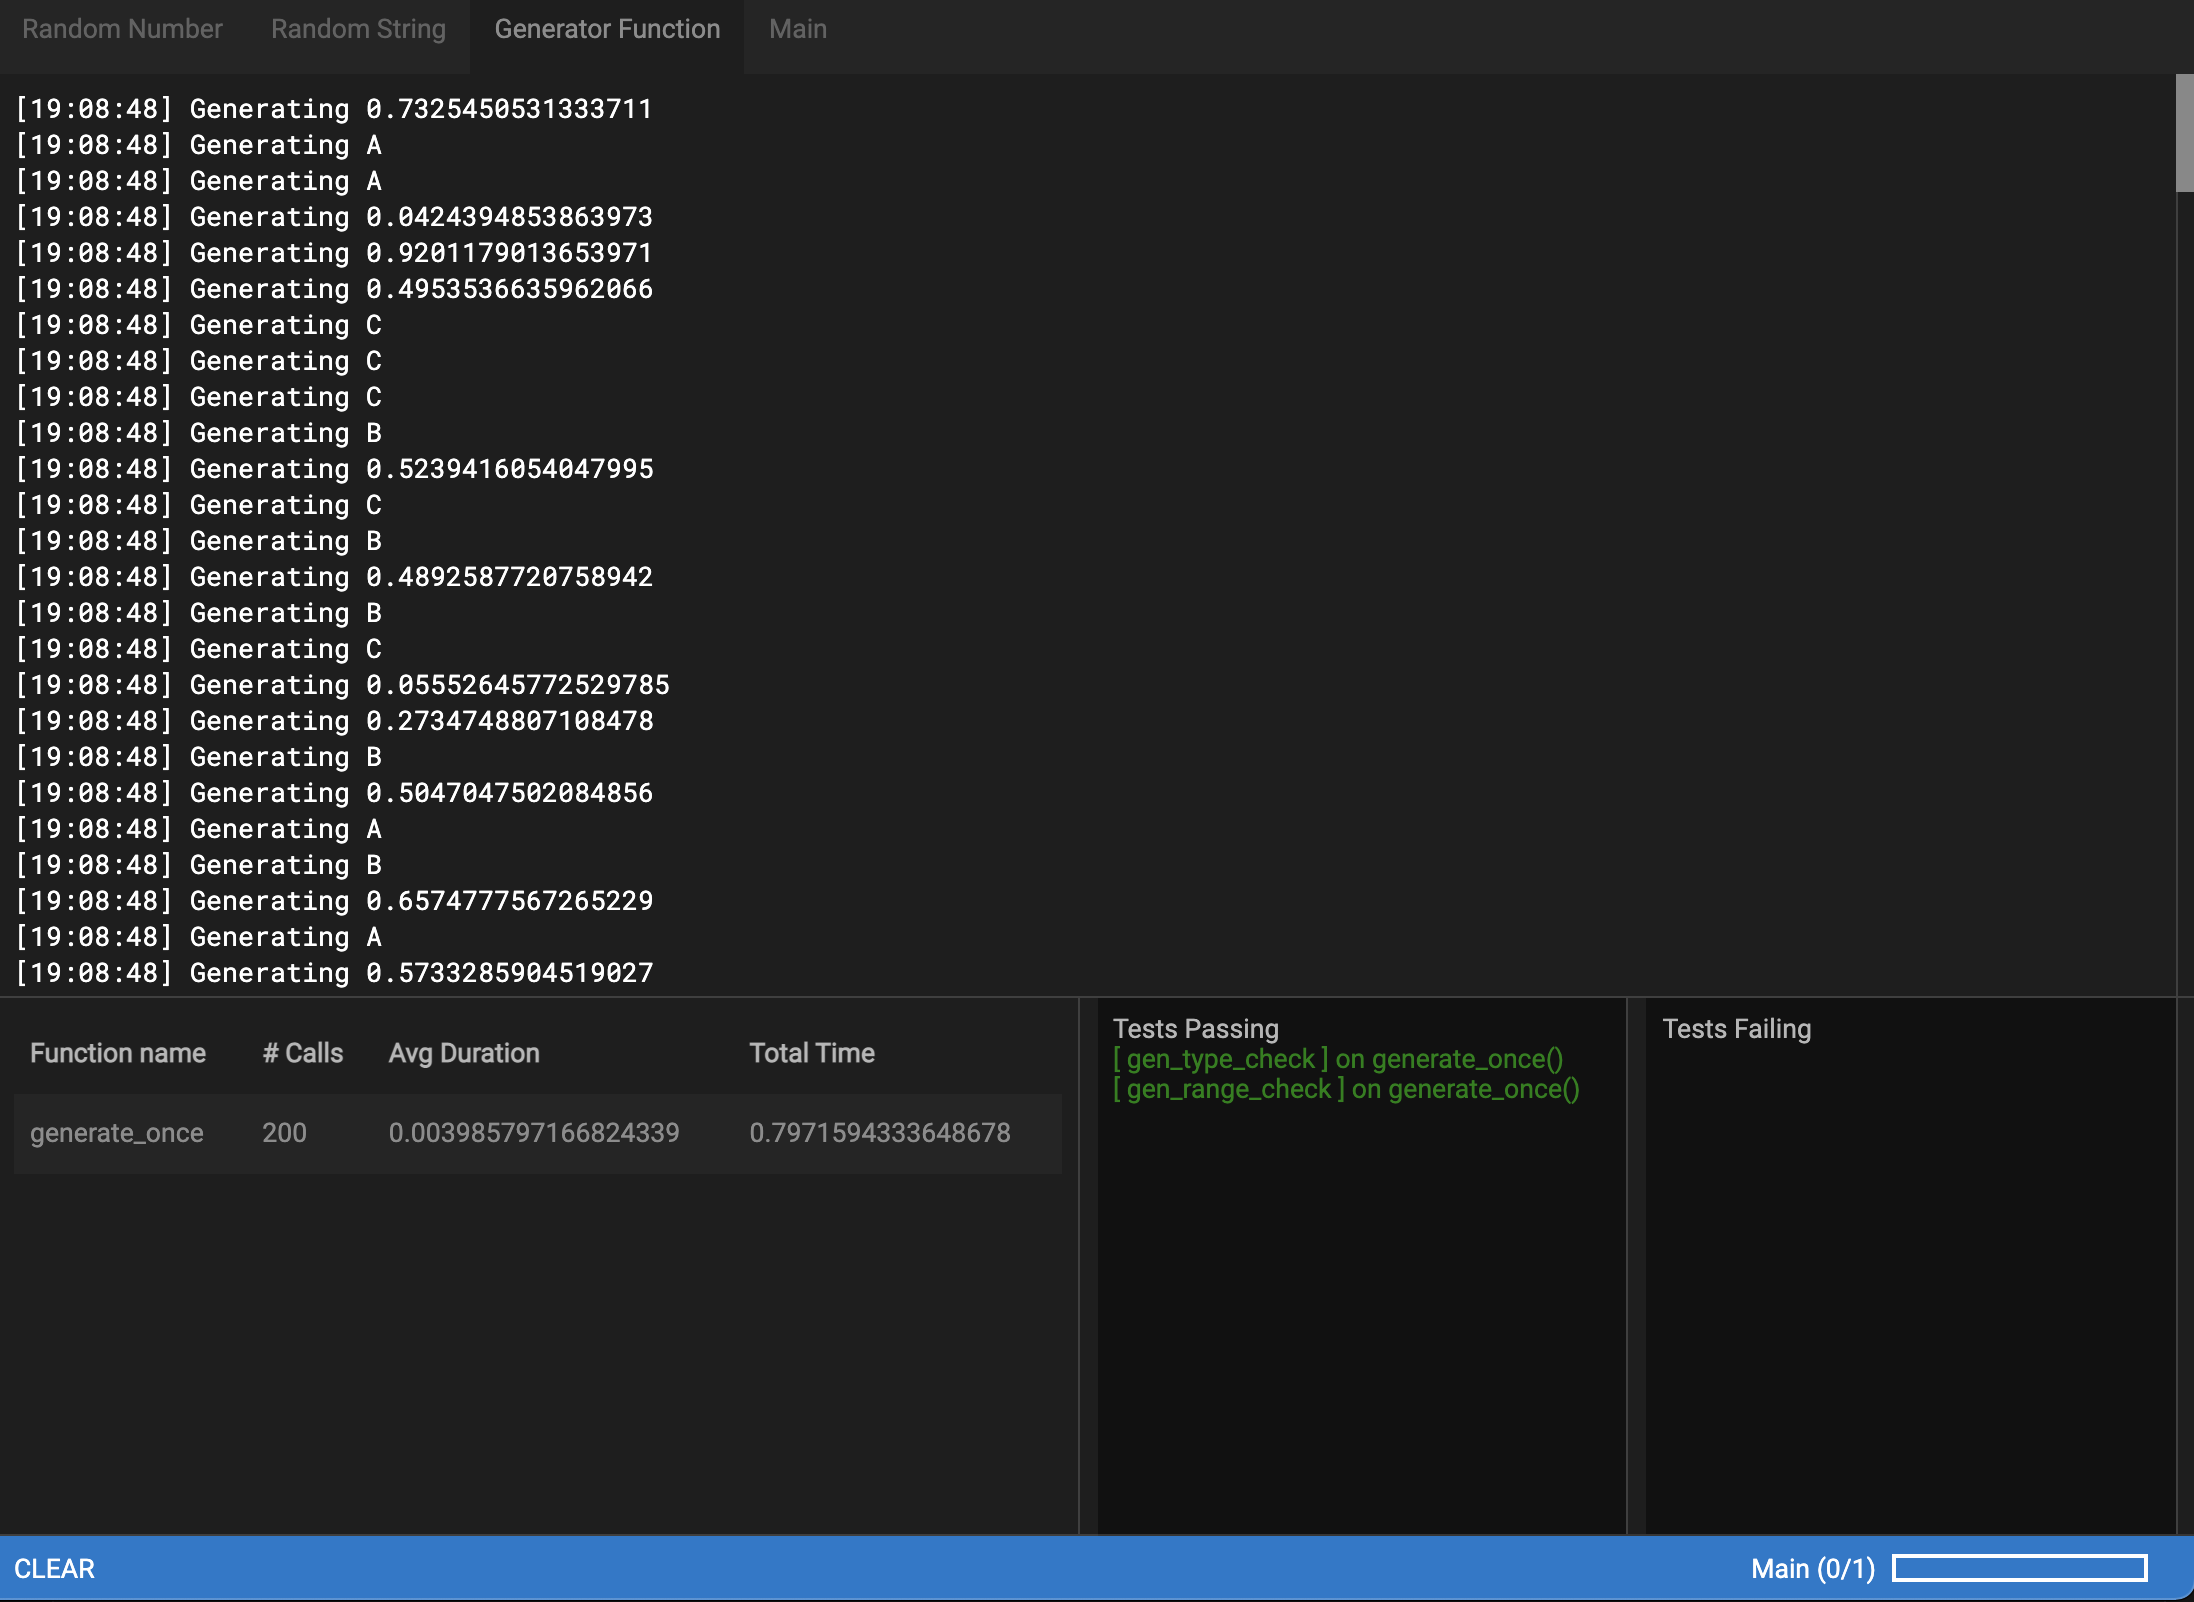 Random Number Random String Generator Function Main
[19:08:48] Generating 0.7325450531333711
[19:08:48] Generating A
[19:08:48] Generating A
[19:08:48] Generating 0.0424394853863973
[19:08:48] Generating 0.9201179013653971
[19:08:48] Generating 0.4953536635962066
[19:08:48] Generating C
[19:08:48] Generating C
[19:08:48] Generating C
[19:08:48] Generating B
[19:08:48] Generating 0.5239416054047995
[19:08:48] Generating C
[19:08:48] Generating B
[19:08:48] Generating 0.4892587720758942
[19:08:48] Generating B
[19:08:48] Generating C
[19:08:48] Generating 0.055526457725297​85
[19:08:48] Generating 0.2734748807108478
[19:08:48] Generating B
[19:08:48] Generating 0.5047047502084856
[19:08:48] Generating A
[19:08:48] Generating B
[19:08:48] Generating 0.6574777567265229
[19:08:48] Generating A
[19:08:48] Generating 0.5733285904519027
Function name # Calls Avg Duration Total Time
generate_once 200 0.003985797166824339 0.7971594333648678
Tests Passing
[ gen_type_check ] on generate_once()
[ gen_range_check ] on generate_once()
Tests Failing
CLEAR Main (0/1)